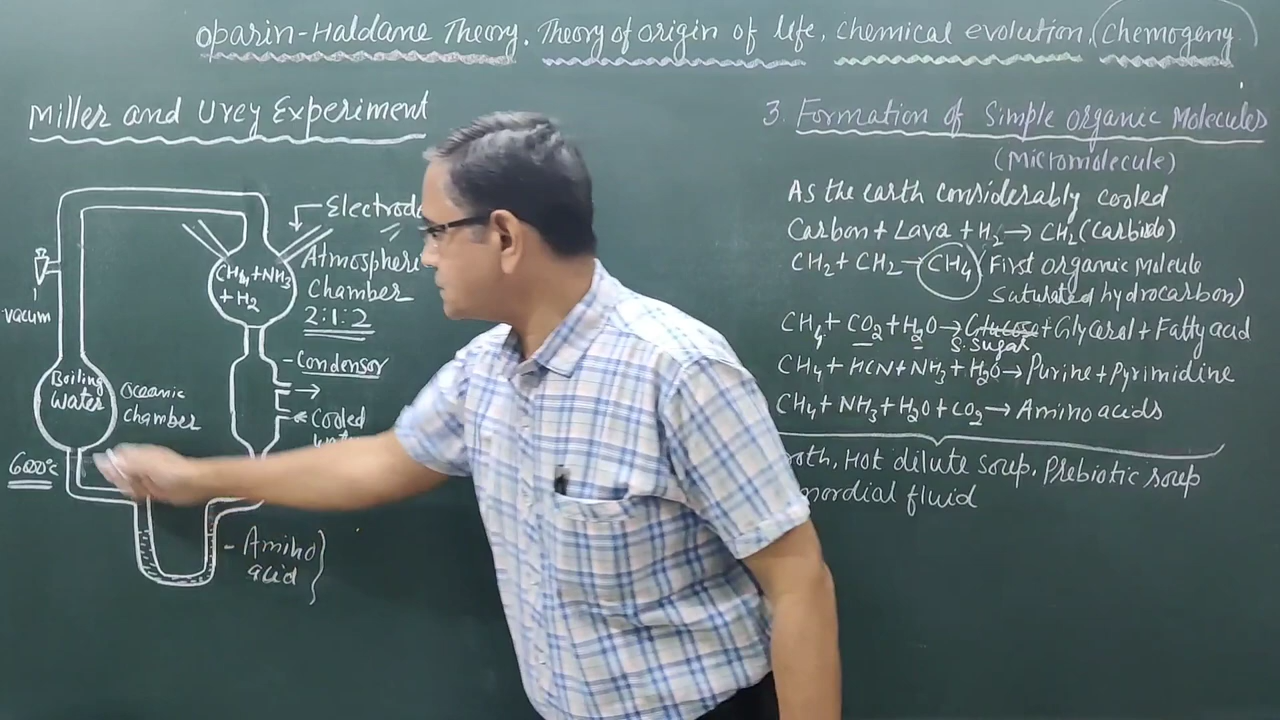 Oparin-Haldane Theory. Theory of origin of life, Chemical evolution, Chemogeny
Miller and Urey Experiment
Electrode
CH4+NH3
+ H2
Atmospheric
Chamber
2:1:2
vacum
Condensor
Boiling
Water
Oceanic
chamber
Cooled
600°C
- Amino
acid
3. Formation of Simple organic Molecules
(Micromolecule)
As the earth considerably cooled
Carbon + Lava + H2 → CH2 (Carbide)
CH2 + CH2 → CH4 (First organic Molecule
Saturated hydrocarbon)
CH4 + CO2 + H2O → Glucose + Glycerol + Fatty acid
S. Sugar
CH4 + HCN + NH3 + H2O → Purine + Pyrimidine
CH4 + NH3 + H2O + CO2 → Amino acids
roth, Hot dilute soup, Prebiotic soup
mordial fluid